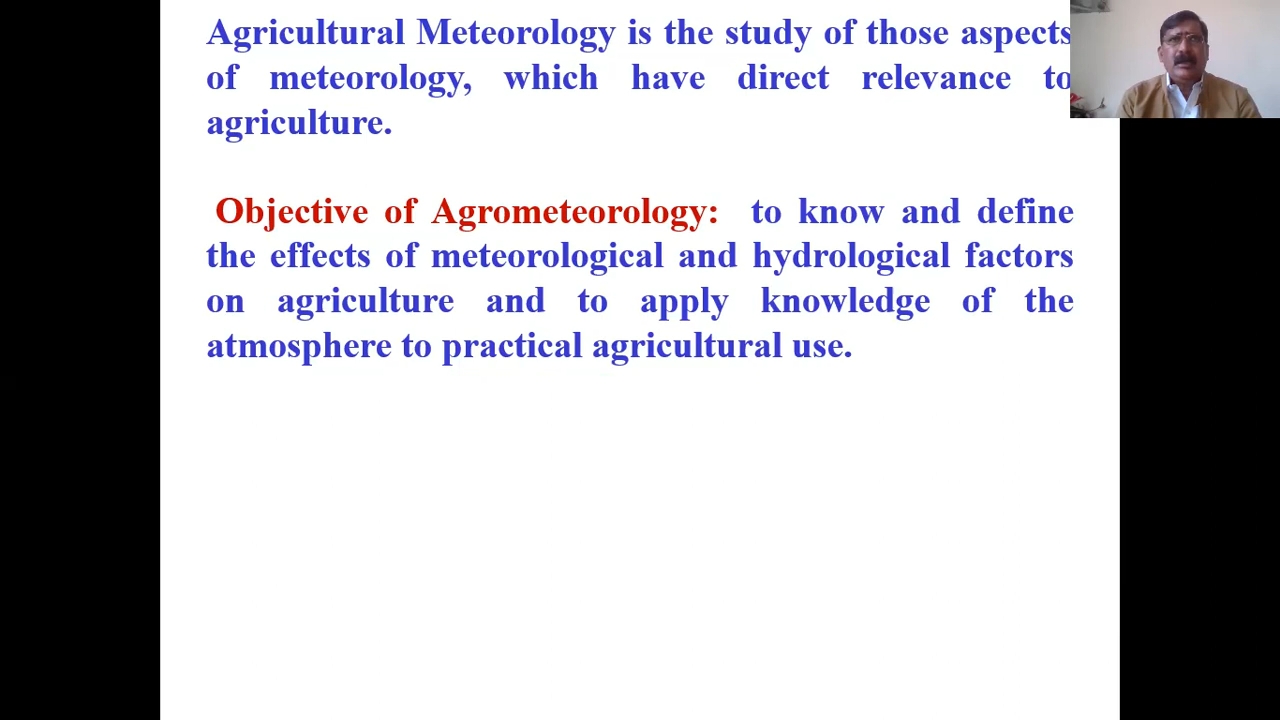 Agricultural Meteorology is the study of those aspects
of meteorology, which have direct relevance to
agriculture.
Objective of Agrometeorology: to know and define
the effects of meteorological and hydrological factors
on agriculture and to apply knowledge of the
atmosphere to practical agricultural use.